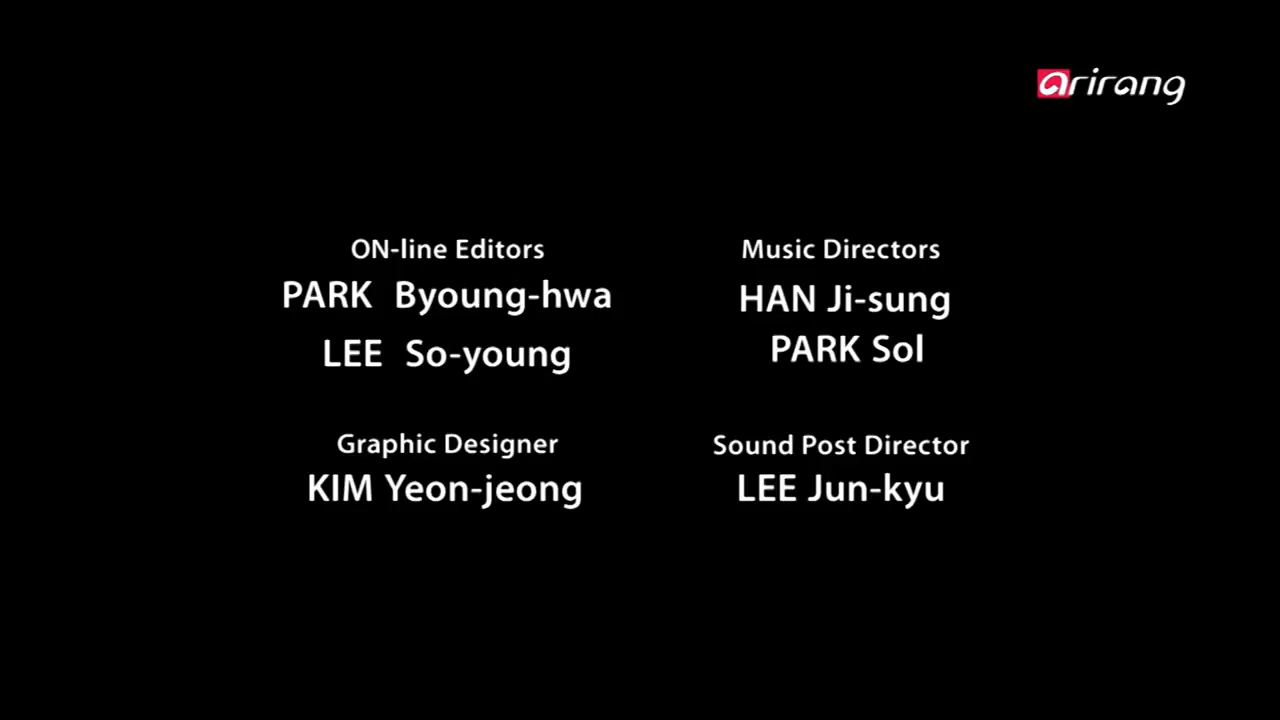 arirang
ON-line Editors
PARK Byoung-hwa
LEE So-young
Music Directors
HAN Ji-sung
PARK Sol
Graphic Designer
KIM Yeon-jeong
Sound Post Director
LEE Jun-kyu